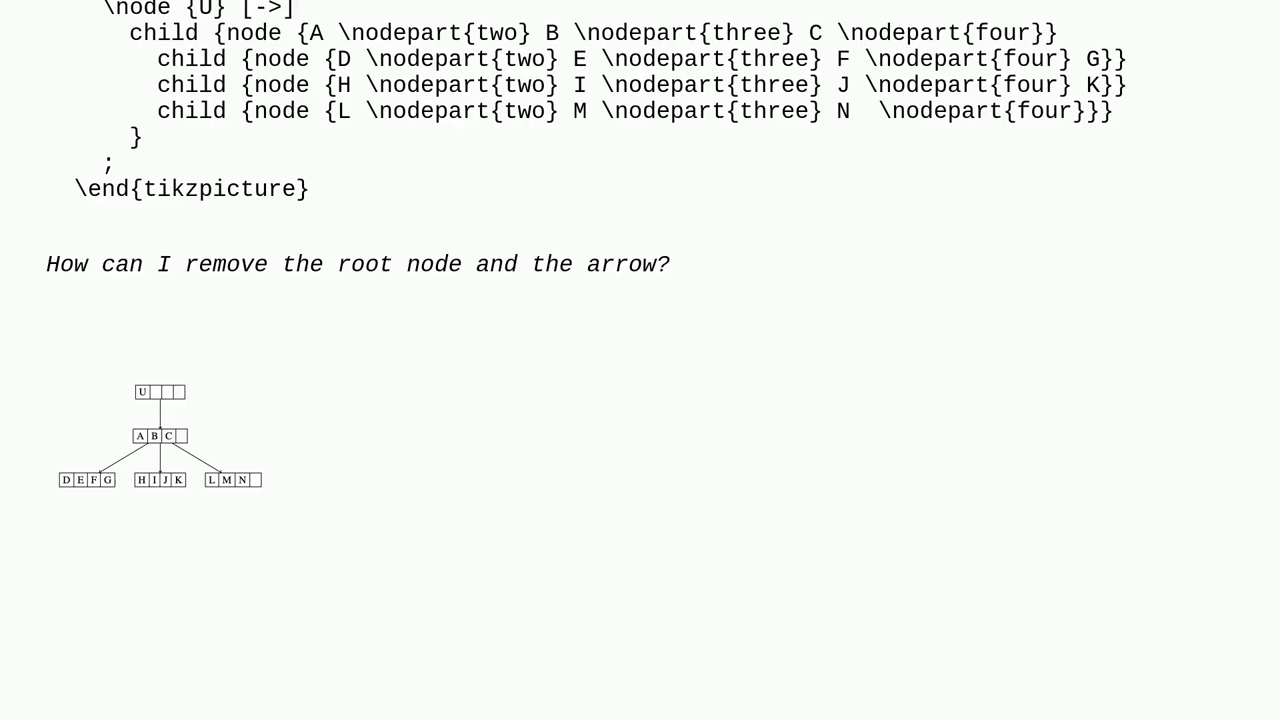 \node {U} [->]
child {node {A \nodepart{two} B \nodepart{three} C \nodepart{four}}
child {node {D \nodepart{two} E \nodepart{three} F \nodepart{four} G}}
child {node {H \nodepart{two} I \nodepart{three} J \nodepart{four} K}}
child {node {L \nodepart{two} M \nodepart{three} N  \nodepart{four}}}
}
;
\end{tikzpicture}
How can I remove the root node and the arrow?
U
A B C
D E F G H I J K L M N